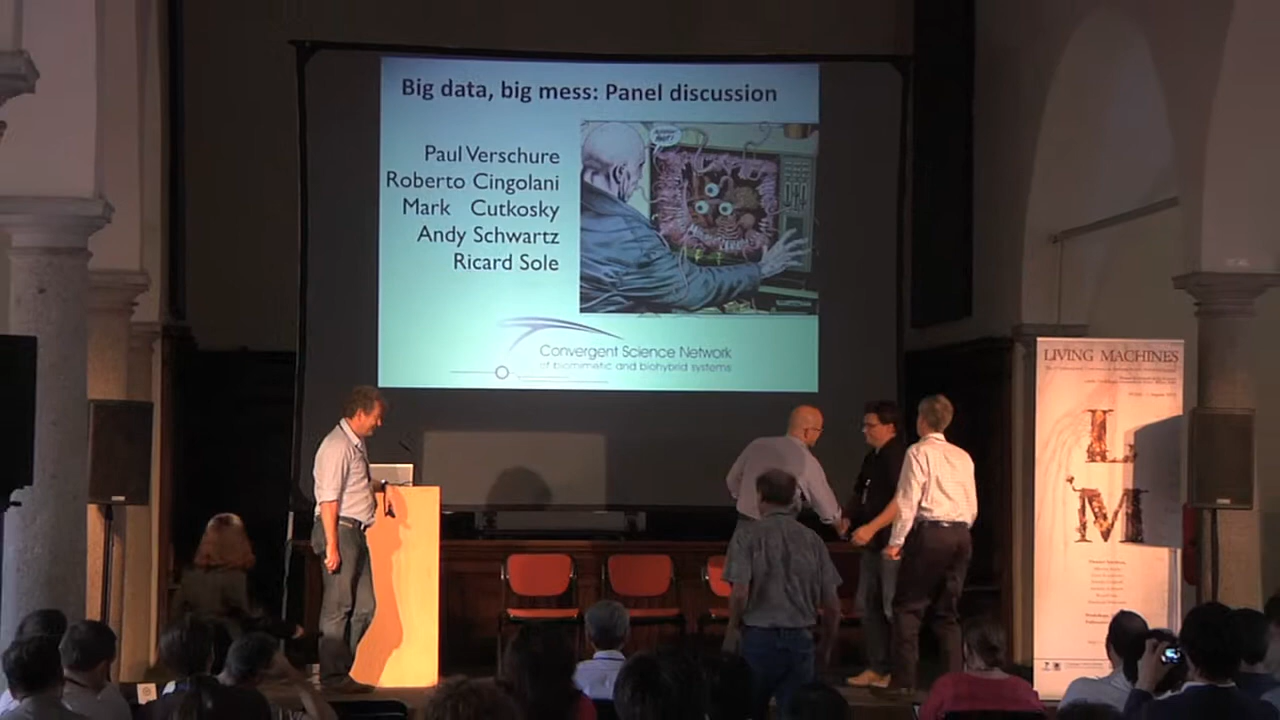 Big data, big mess: Panel discussion
Paul Verschure
Roberto Cingolani
Mark Cutkosky
Andy Schwartz
Ricard Sole
Convergent Science Network
of biomimetic and biohybrid systems
LIVING MACHINES
L
M